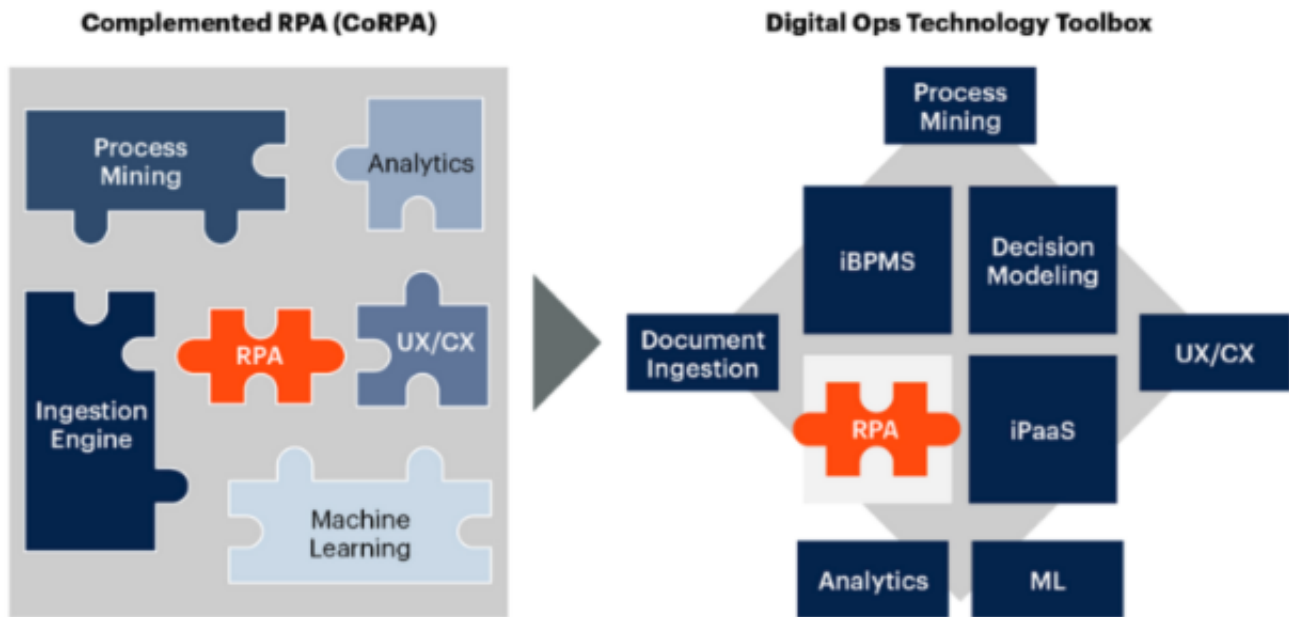 Complemented RPA (CoRPA)
Process
Mining
Analytics
RPA
UX/CX
Ingestion
Engine
Machine
Learning
Digital Ops Technology Toolbox
Process
Mining
iBPMS
Decision
Modeling
Document
Ingestion
UX/CX
RPA
iPaaS
Analytics
ML